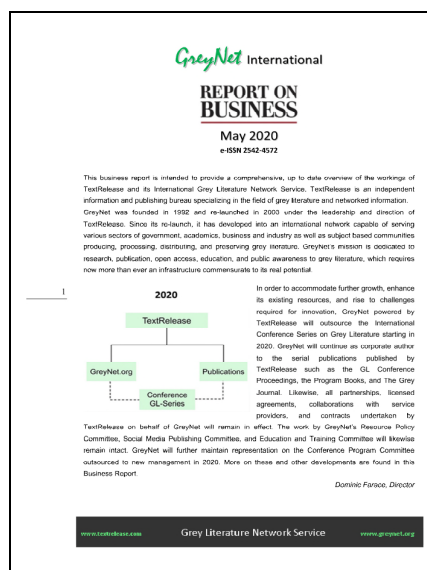 GreyNet International
REPORT ON
BUSINESS
May 2020
e-ISSN 2542-4572
This business report is intended to provide a comprehensive, up to date overview of the workings of
TextRelease and its International Grey Literature Network Service. TextRelease is an independent
information and publishing bureau specializing in the field of grey literature and networked information.
GreyNet was founded in 1992 and re-launched in 2003 under the leadership and direction of
TextRelease. Since its re-launch, it has developed into an international network capable of serving
various sectors of government, academics, business and industry as well as subject based communities
producing, processing, distributing, and preserving grey literature. GreyNet's mission is dedicated to
research, publication, open access, education, and public awareness to grey literature, which requires
now more than ever an infrastructure commensurate to its real potential
1
2020
TextRelease
GreyNet.org
Publications
Conference
GL-Series
In order to accommodate further growth, enhance
its existing resources, and rise to challenges
required for innovation, GreyNet powered by
TextRelease will outsource the International
Conference Series on Grey Literature starting in
2020. GreyNet will continue as corporate author
to the serial publications published by
TextRelease such as the GL Conference
Proceedings, the Program Books, and The Grey
Journal. Likewise, all partnerships, licensed
agreements, collaborations with service
providers, and contracts undertaken by
TextRelease on behalf of GreyNet will remain in effect. The work by GreyNet's Resource Policy
Committee, Social Media Publishing Committee, and Education and Training Committee will likewise
remain intact. GreyNet will further maintain representation on the Conference Program Committee
outsourced to new management in 2020. More on these and other developments are found in this
Business Report.
Dominic Farace, Director
www.textrelease.com
Grey Literature Network Service
www.greynet.org